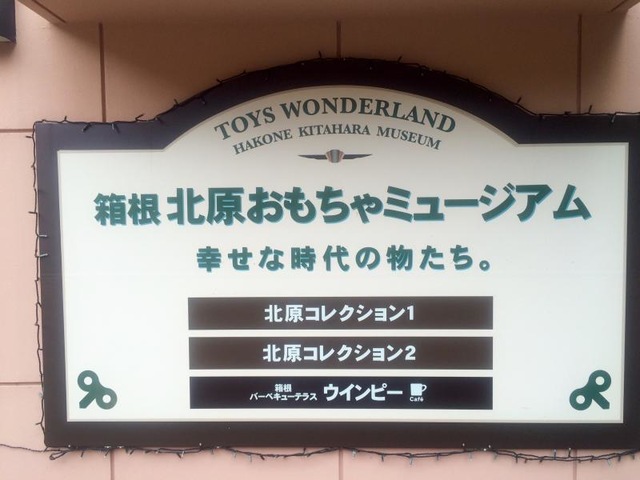 TOYS WONDERLAND
HAKONE KITAHARA MUSEUM
箱根 北原おもちゃミュージアム
幸せな時代の物たち。
北原コレクション1
北原コレクション2
箱根
バーベキューテラス ウインピー Café